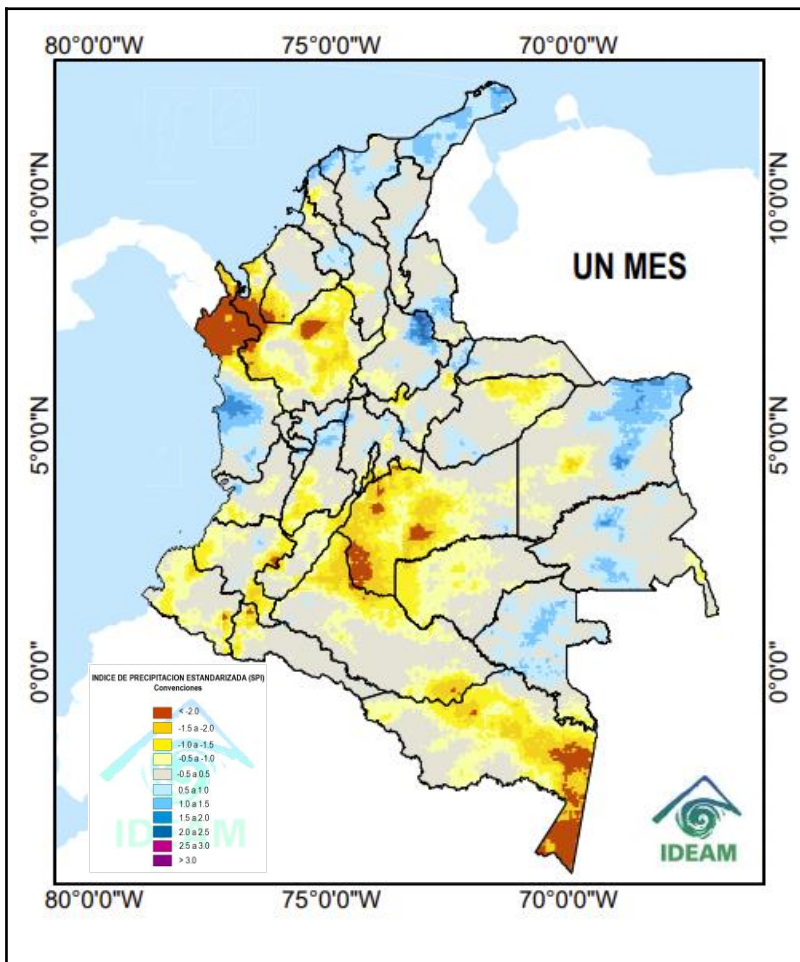 80°0'0"W 75°0'0"W 70°0'0"W
10°0'0"N 10°0'0"N
UN MES
5°0'0"N 5°0'0"N
0°0'0" 0°0'0"
INDICE DE PRECIPITACION ESTANDARIZADA (SPI)
Convenciones
< -2.0
-1.5 a -2.0
-1.0 a -1.5
-0.5 a -1.0
-0.5 a 0.5
0.5 a 1.0
1.0 a 1.5
1.5 a 2.0
2.0 a 2.5
2.5 a 3.0
> 3.0
IDEAM
IDEAM
80°0'0"W 75°0'0"W 70°0'0"W